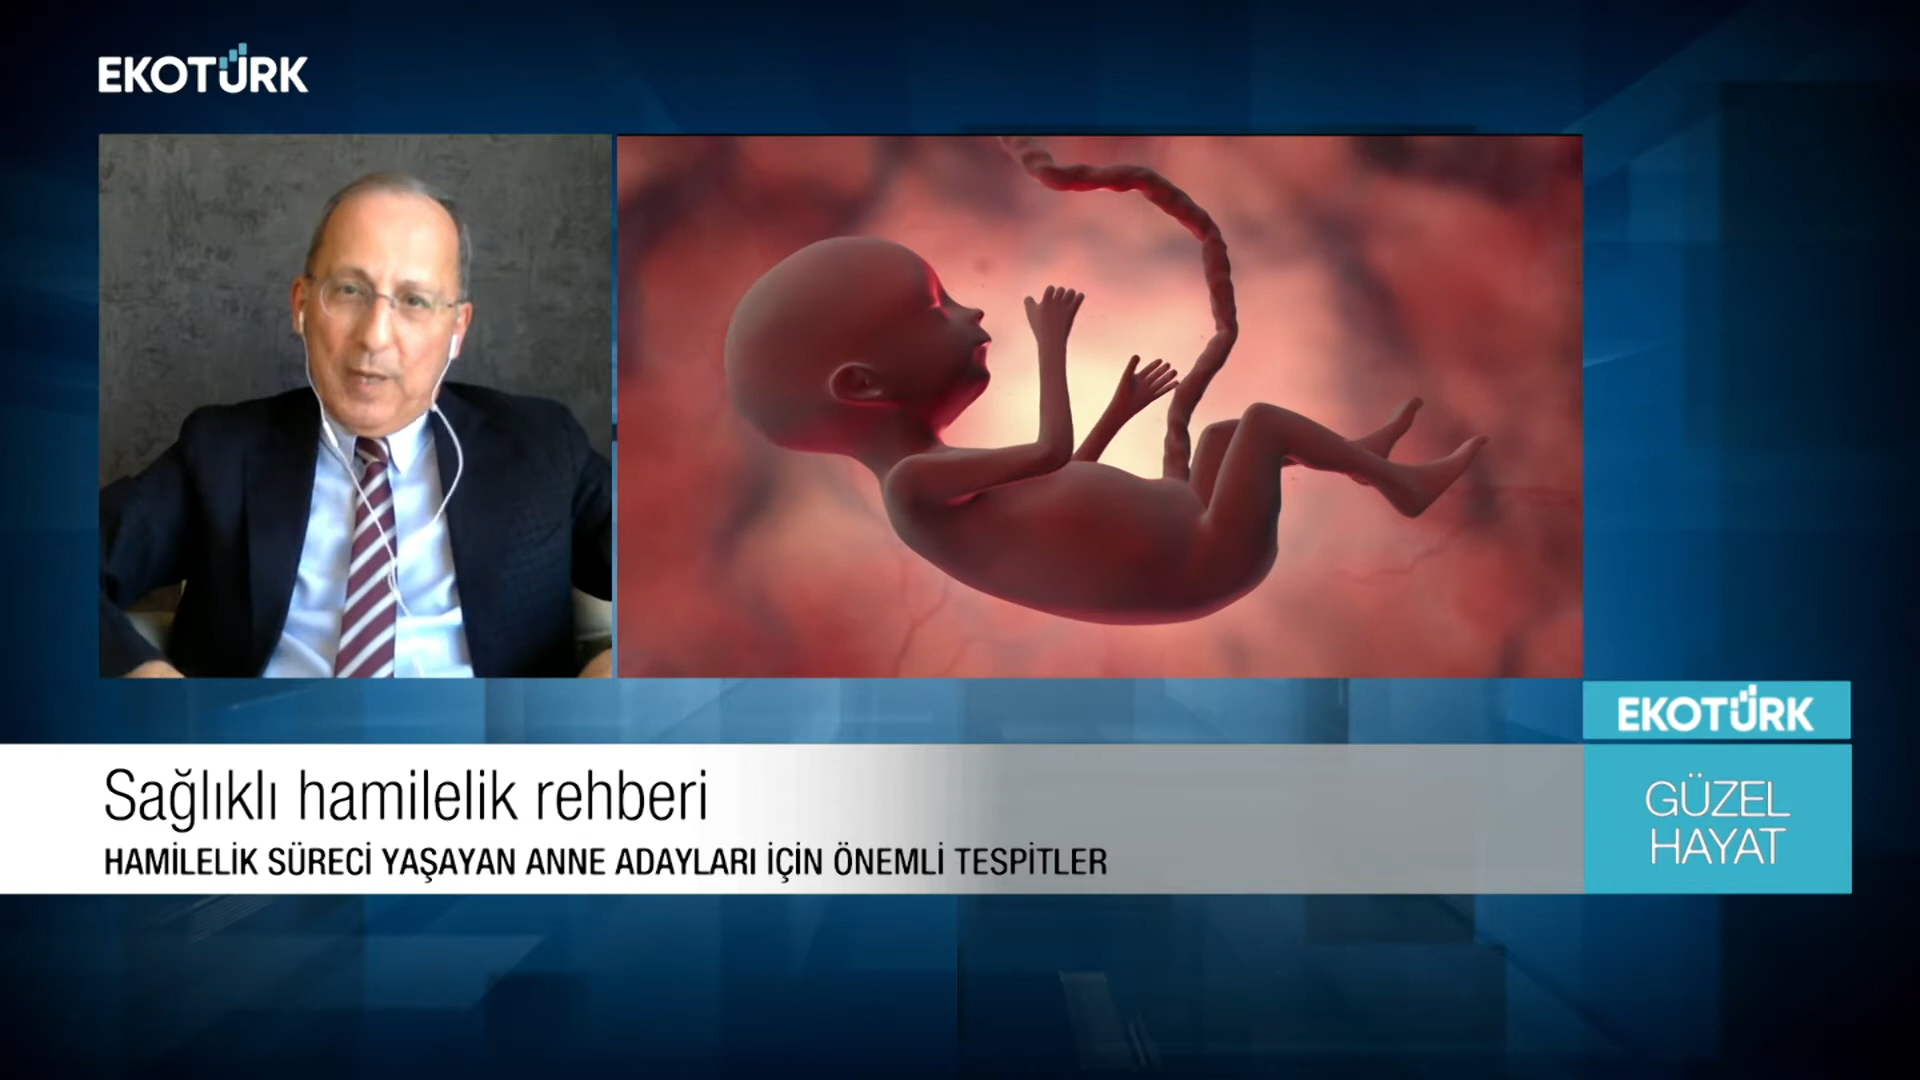 EKOTÜRK
EKOTÜRK
Sağlıklı hamilelik rehberi
HAMİLELİK SÜRECİ YAŞAYAN ANNE ADAYLARI İÇİN ÖNEMLİ TESPİTLER
GÜZEL
HAYAT